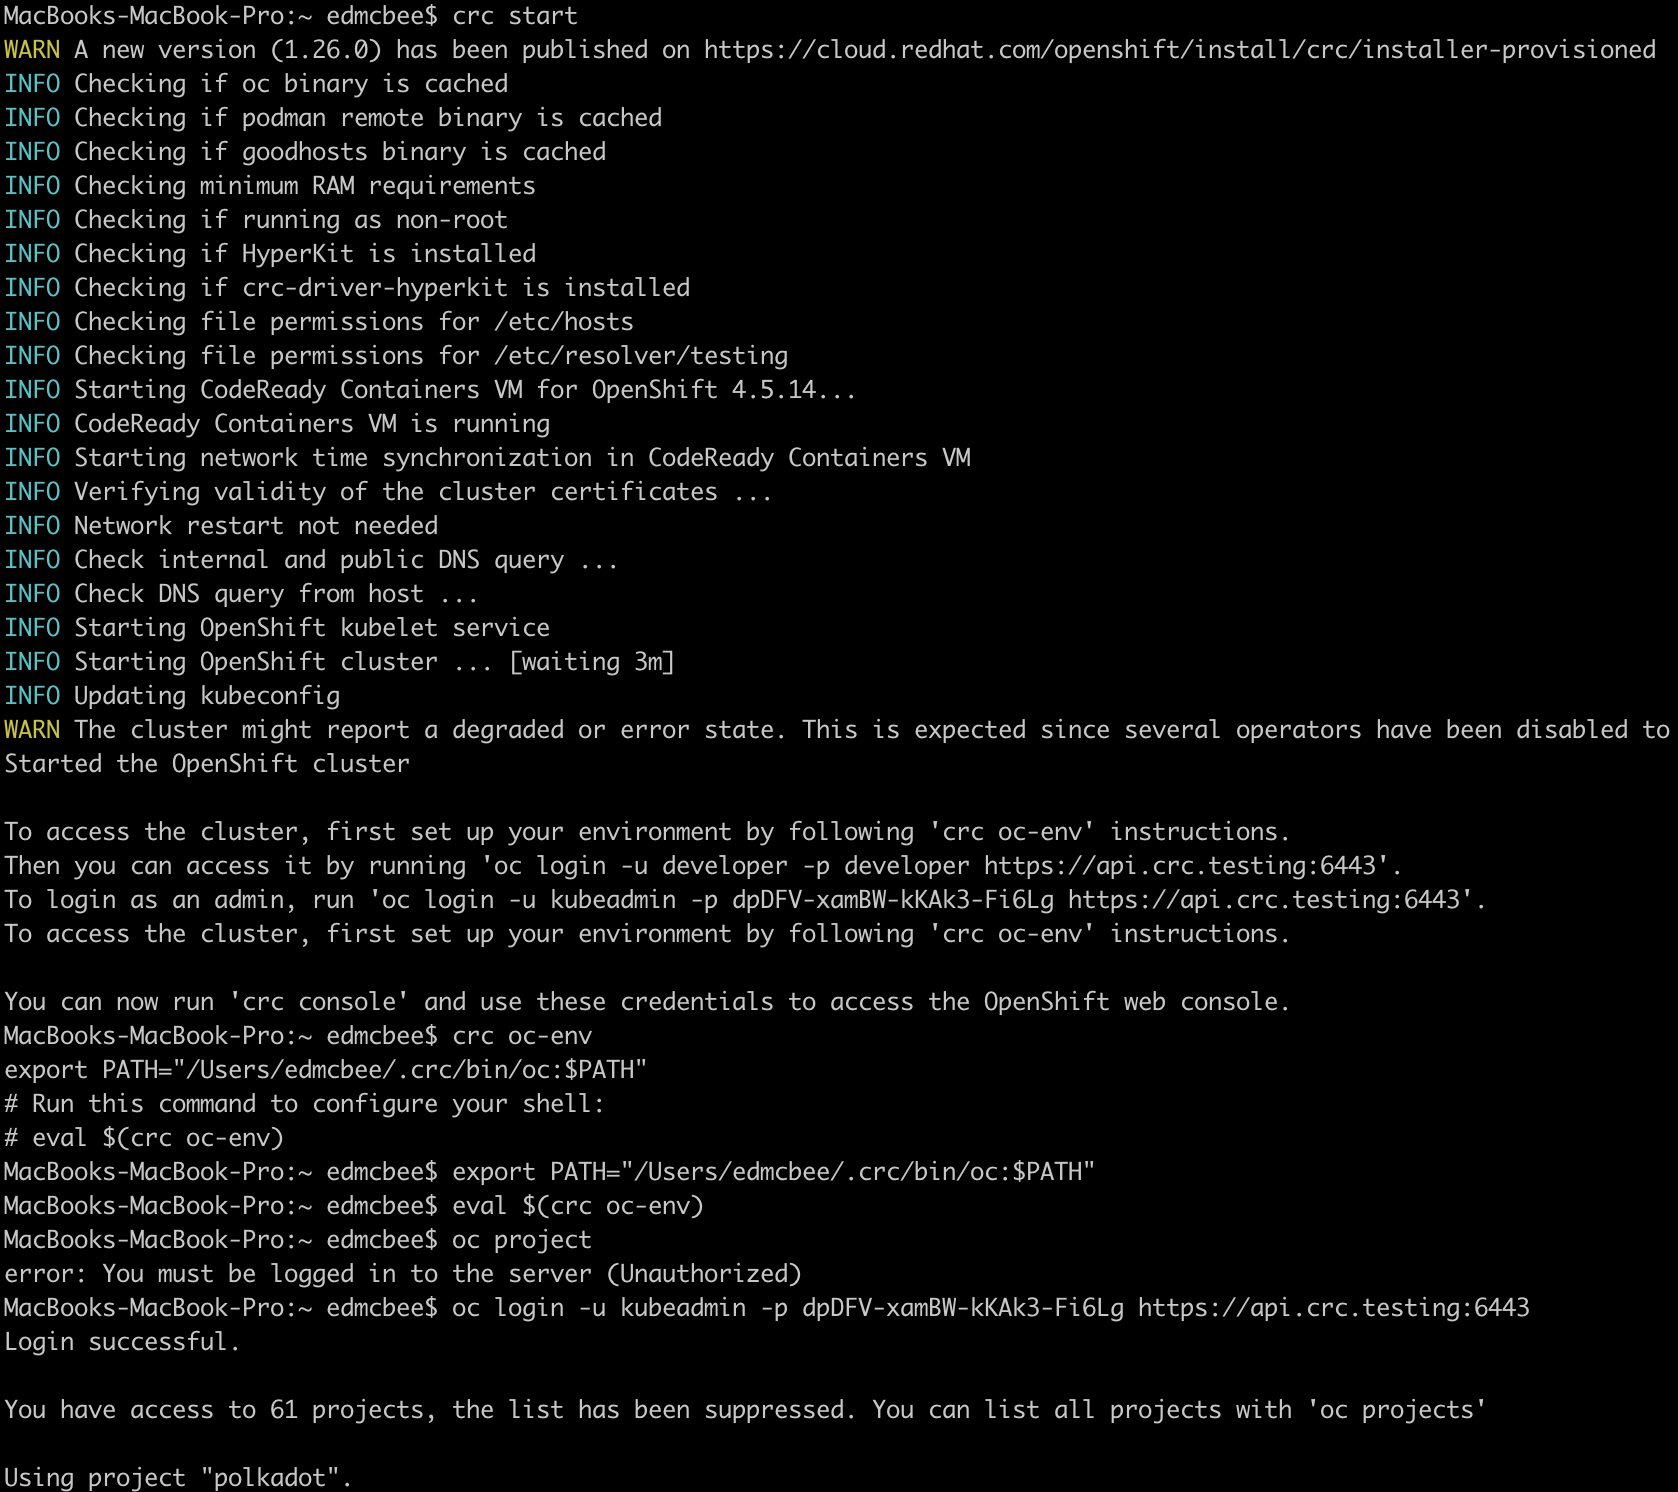 MacBooks-MacBook-Pro:~ edmcbee$ crc start
WARN A new version (1.26.0) has been published on https://cloud.redhat.com/openshift/install/crc/installer-provisioned
INFO Checking if oc binary is cached
INFO Checking if podman remote binary is cached
INFO Checking if goodhosts binary is cached
INFO Checking minimum RAM requirements
INFO Checking if running as non-root
INFO Checking if HyperKit is installed
INFO Checking if crc-driver-hyperkit is installed
INFO Checking file permissions for /etc/hosts
INFO Checking file permissions for /etc/resolver/testing
INFO Starting CodeReady Containers VM for OpenShift 4.5.14...
INFO CodeReady Containers VM is running
INFO Starting network time synchronization in CodeReady Containers VM
INFO Verifying validity of the cluster certificates ...
INFO Network restart not needed
INFO Check internal and public DNS query ...
INFO Check DNS query from host ...
INFO Starting OpenShift kubelet service
INFO Starting OpenShift cluster ... [waiting 3m]
INFO Updating kubeconfig
WARN The cluster might report a degraded or error state. This is expected since several operators have been disabled to
Started the OpenShift cluster

To access the cluster, first set up your environment by following 'crc oc-env' instructions.
Then you can access it by running 'oc login -u developer -p developer https://api.crc.testing:6443'.
To login as an admin, run 'oc login -u kubeadmin -p dpDFV-xamBW-kKAk3-Fi6Lg https://api.crc.testing:6443'.
To access the cluster, first set up your environment by following 'crc oc-env' instructions.

You can now run 'crc console' and use these credentials to access the OpenShift web console.
MacBooks-MacBook-Pro:~ edmcbee$ crc oc-env
export PATH="/Users/edmcbee/.crc/bin/oc:$PATH"
# Run this command to configure your shell:
# eval $(crc oc-env)
MacBooks-MacBook-Pro:~ edmcbee$ export PATH="/Users/edmcbee/.crc/bin/oc:$PATH"
MacBooks-MacBook-Pro:~ edmcbee$ eval $(crc oc-env)
MacBooks-MacBook-Pro:~ edmcbee$ oc project
error: You must be logged in to the server (Unauthorized)
MacBooks-MacBook-Pro:~ edmcbee$ oc login -u kubeadmin -p dpDFV-xamBW-kKAk3-Fi6Lg https://api.crc.testing:6443
Login successful.

You have access to 61 projects, the list has been suppressed. You can list all projects with 'oc projects'

Using project "polkadot".